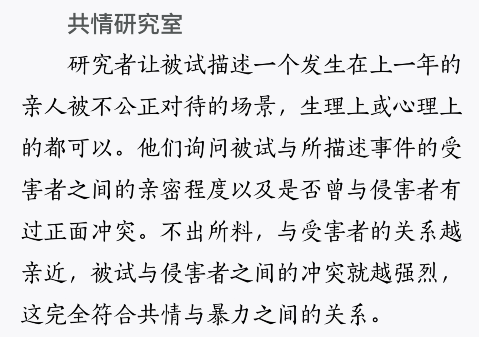 共情研究室
研究者让被试描述一个发生在上一年的
亲人被不公正对待的场景，生理上或心理上
的都可以。他们询问被试与所描述事件的受
害者之间的亲密程度以及是否曾与侵害者有
过正面冲突。不出所料，与受害者的关系越
亲近，被试与侵害者之间的冲突就越强烈，
这完全符合共情与暴力之间的关系。